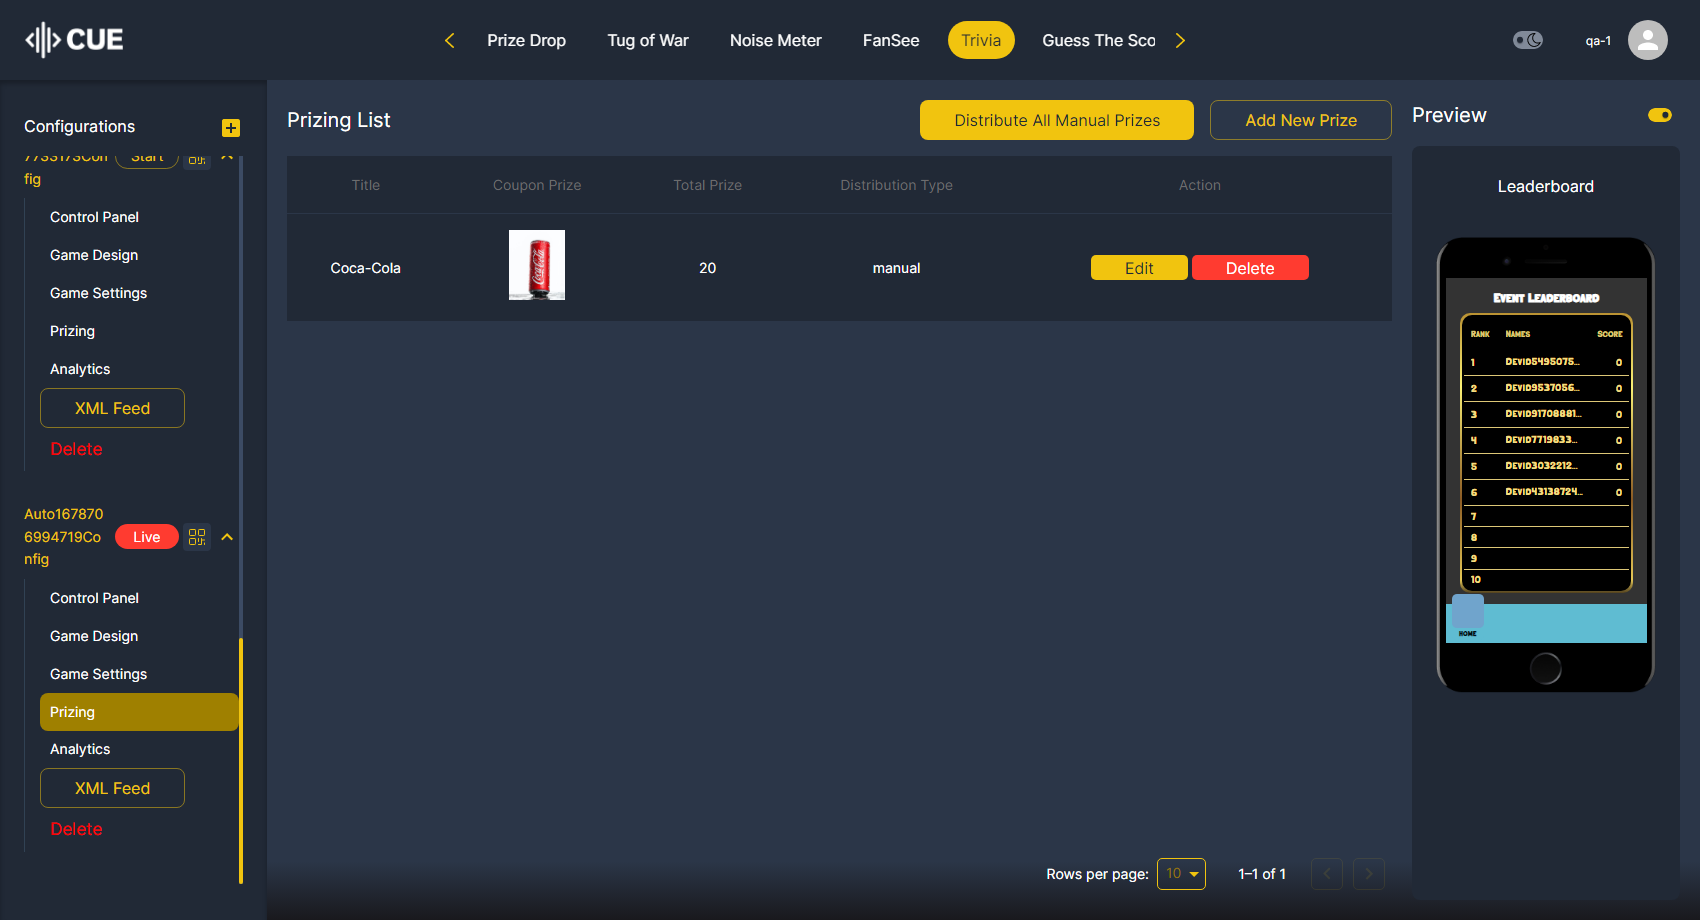 CUE
Prize Drop
Tug of War
Noise Meter
FanSee
Trivia
Guess The Sco
qa-1
Configurations
7733173Con
fig
Start
Control Panel
Game Design
Game Settings
Prizing
Analytics
XML Feed
Delete
Auto167870
6994719Co
nfig
Live
Control Panel
Game Design
Game Settings
Prizing
Analytics
XML Feed
Delete
Prizing List
Distribute All Manual Prizes
Add New Prize
Title Coupon Prize Total Prize Distribution Type Action
Coca-Cola Coca-Cola 20 manual Edit Delete
Rows per page: 10 1–1 of 1
Preview
Leaderboard
Event Leaderboard
Rank Names Score
1 Devid5495075... 0
2 Devid9537056... 0
3 Devid91708881... 0
4 Devid7719833... 0
5 Devid3032212... 0
6 Devid43138724... 0
7
8
9
10
HOME